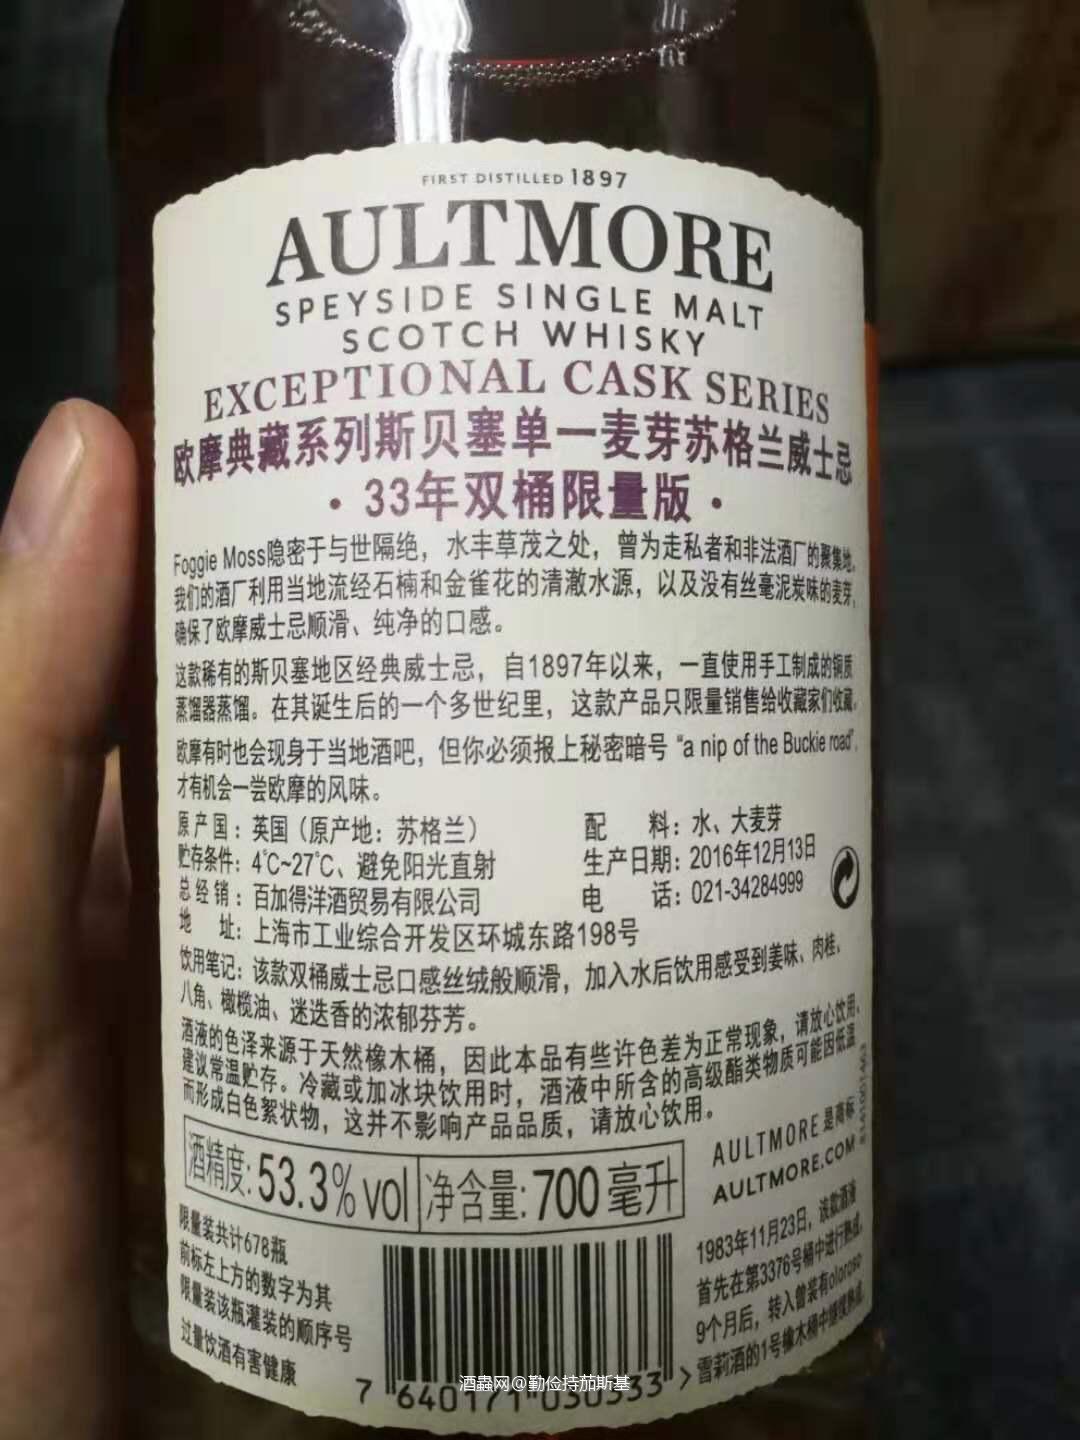 FIRST DISTILLED 1897
AULTMORE
SPEYSIDE SINGLE MALT
SCOTCH WHISKY
EXCEPTIONAL CASK SERIES
欧摩典藏系列斯贝塞单一麦芽苏格兰威士忌
·33年双桶限量版·
Foggie Moss隐密于与世隔绝，水丰草茂之处，曾为走私者和非法酒厂的聚集地。
我们的酒厂利用当地流经石楠和金雀花的清澈水源，以及没有丝毫泥炭味的麦芽，
确保了欧摩威士忌顺滑、纯净的口感。
这款稀有的斯贝塞地区经典威士忌，自1897年以来，一直使用手工制成的铜质
蒸馏器蒸馏。在其诞生后的一个多世纪里，这款产品只限量销售给收藏家们收藏。
欧摩有时也会现身于当地酒吧，但你必须报上秘密暗号 “a nip of the Buckie road”，
才有机会一尝欧摩的风味。
原产国：英国（原产地：苏格兰） 配 料：水、大麦芽
贮存条件：4℃~27℃、避免阳光直射 生产日期：2016年12月13日
总经销：百加得洋酒贸易有限公司 电 话：021-34284999
地 址：上海市工业综合开发区环城东路198号
饮用笔记：该款双桶威士忌口感丝绒般顺滑，加入水后饮用感受到姜味、肉桂、
八角、橄榄油、迷迭香的浓郁芬芳。
酒液的色泽来源于天然橡木桶，因此本品有些许色差为正常现象，请放心饮用、
建议常温贮存。冷藏或加冰块饮用时，酒液中所含的高级酯类物质可能因低温
而形成白色絮状物，这并不影响产品品质，请放心饮用。
酒精度：53.3% vol 净含量：700毫升
AULTMORE 是商标
AULTMORE.COM
限量装共计678瓶
前标左上方的数字为其
限量装该瓶灌装的顺序号
过量饮酒有害健康
1983年11月23日，该款酒液
首先在第3376号桶中进行熟成，
9个月后，转入曾装有oloroso
雪莉酒的1号橡木桶中继续熟成
7 640171 030333 >
酒蟲网@勤俭持茄斯基